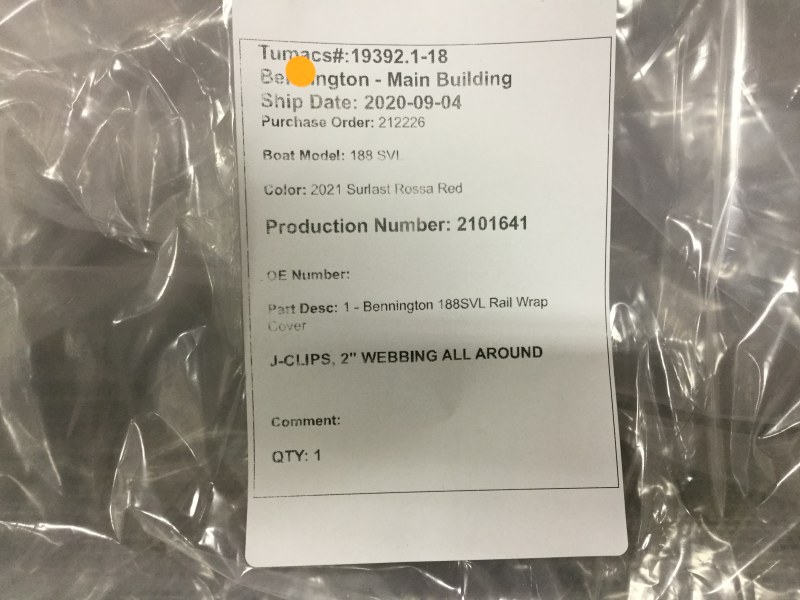 Tumacs#:19392.1-18
Bennington - Main Building
Ship Date: 2020-09-04
Purchase Order: 212226
Boat Model: 188 SVL
Color: 2021 Surlast Rossa Red
Production Number: 2101641
OE Number:
Part Desc: 1 - Bennington 188SVL Rail Wrap
Cover
J-CLIPS, 2" WEBBING ALL AROUND
Comment:
QTY: 1